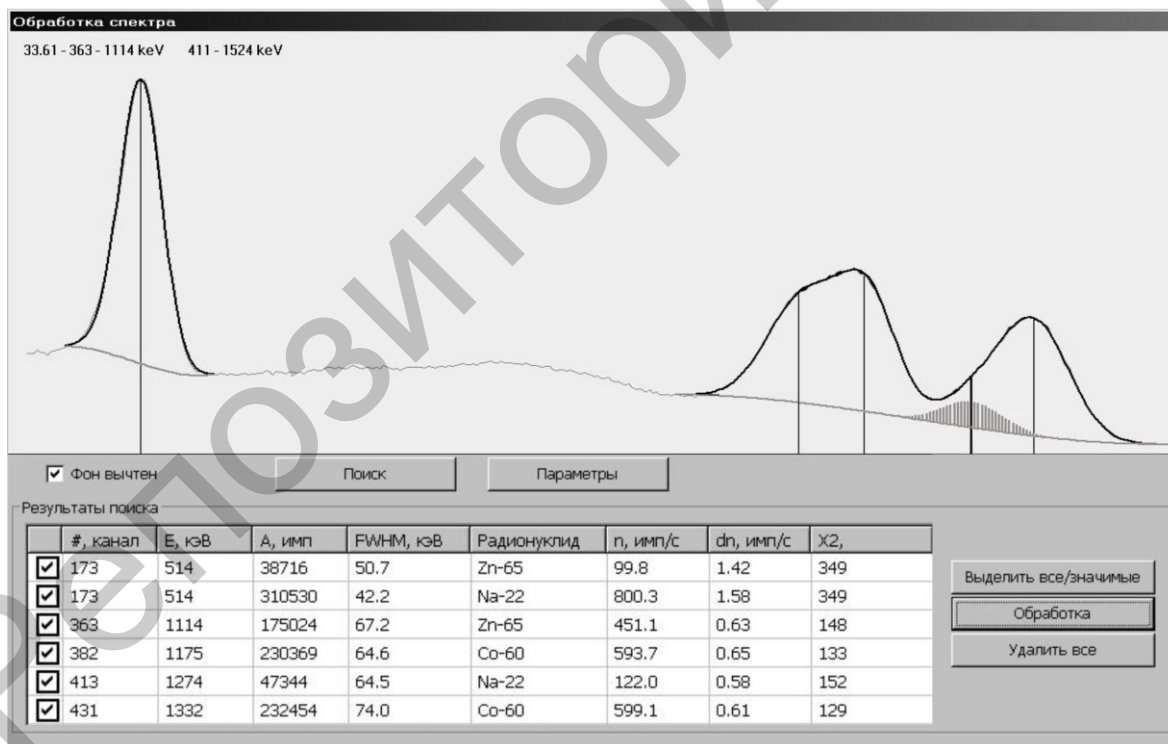 Обработка спектра
33.61 - 363 - 1114 keV 411 - 1524 keV
Фон вычтен Поиск Параметры
Результаты поиска
#, канал E, кэВ A, имп FWHM, кэВ Радионуклид n, имп/с dn, имп/с X2,
173 514 38716 50.7 Zn-65 99.8 1.42 349
173 514 310530 42.2 Na-22 800.3 1.58 349
363 1114 175024 67.2 Zn-65 451.1 0.63 148
382 1175 230369 64.6 Co-60 593.7 0.65 133
413 1274 47344 64.5 Na-22 122.0 0.58 152
431 1332 232454 74.0 Co-60 599.1 0.61 129
Выделить все/значимые
Обработка
Удалить все
Репозитори